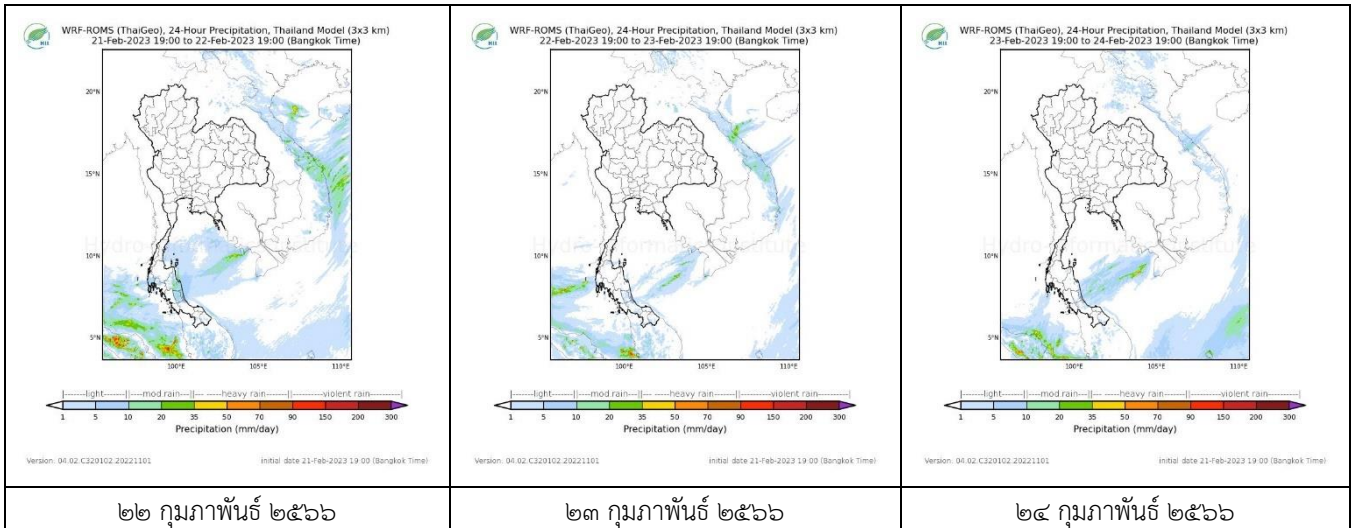 WRF-ROMS (ThaiGeo), 24-Hour Precipitation, Thailand Model (3x3 km)
21-Feb-2023 19:00 to 22-Feb-2023 19:00 (Bangkok Time)
HII
20°N
15°N
10°N
5°N
100°E 105°E 110°E
|-------light-------||---mod rain---||--- ----heavy rain----||-------violent rain-------|
1 5 10 20 35 50 70 90 150 200 300
Precipitation (mm/day)
Version: 04.02.C320102.20221101 initial date 21-Feb-2023 19:00 (Bangkok Time)
๒๒ กุมภาพันธ์ ๒๕๖๖
WRF-ROMS (ThaiGeo), 24-Hour Precipitation, Thailand Model (3x3 km)
22-Feb-2023 19:00 to 23-Feb-2023 19:00 (Bangkok Time)
HII
20°N
15°N
10°N
5°N
100°E 105°E 110°E
|-------light-------||---mod rain---||--- ----heavy rain----||-------violent rain-------|
1 5 10 20 35 50 70 90 150 200 300
Precipitation (mm/day)
Version: 04.02.C320102.20221101 initial date 21-Feb-2023 19:00 (Bangkok Time)
๒๓ กุมภาพันธ์ ๒๕๖๖
WRF-ROMS (ThaiGeo), 24-Hour Precipitation, Thailand Model (3x3 km)
23-Feb-2023 19:00 to 24-Feb-2023 19:00 (Bangkok Time)
HII
20°N
15°N
10°N
5°N
100°E 105°E 110°E
|-------light-------||---mod rain---||--- ----heavy rain----||-------violent rain-------|
1 5 10 20 35 50 70 90 150 200 300
Precipitation (mm/day)
Version: 04.02.C320102.20221101 initial date 21-Feb-2023 19:00 (Bangkok Time)
๒๔ กุมภาพันธ์ ๒๕๖๖